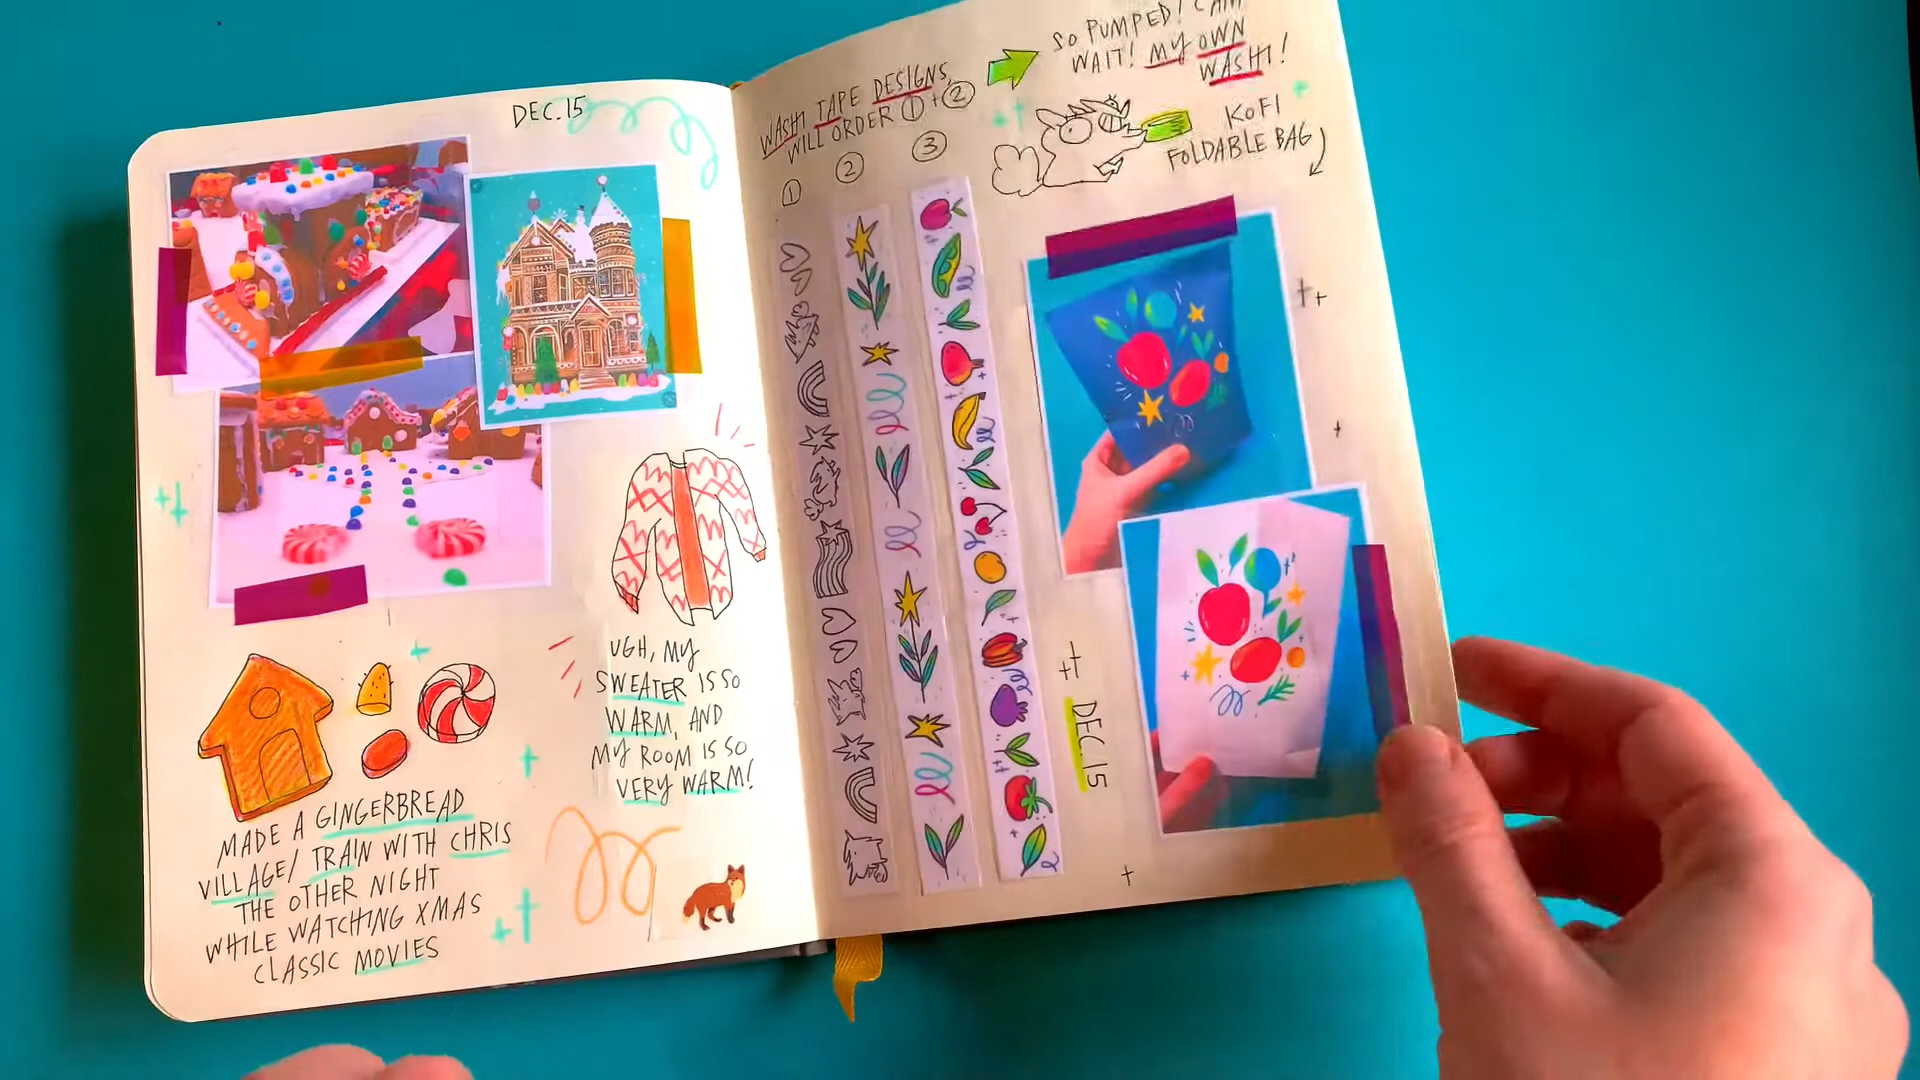 DEC. 15
UGH, MY
SWEATER IS SO
WARM, AND
MY ROOM IS SO
VERY WARM!
MADE A GINGERBREAD
VILLAGE/ TRAIN WITH CHRIS
THE OTHER NIGHT
WHILE WATCHING XMAS
CLASSIC MOVIES
WASHI TAPE DESIGNS,
WILL ORDER ① + ②
①
②
③
SO PUMPED! CAN
WAIT! MY OWN
WASHI!
KOFI
FOLDABLE BAG
DEC. 15